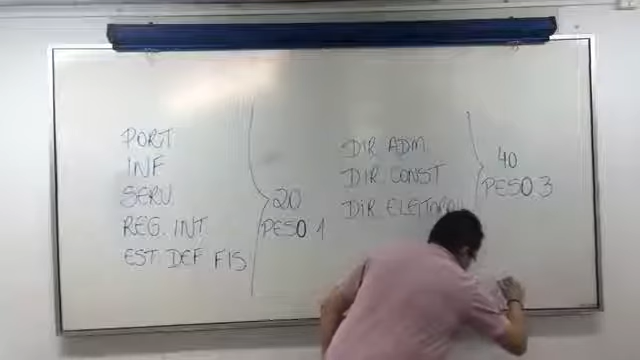 PORT
INF
SERV.
REG. INT.
EST. DEF FIS
20
PESO 1
DIR ADM.
DIR. CONST
DIR. ELEITORAL
40
PESO 3